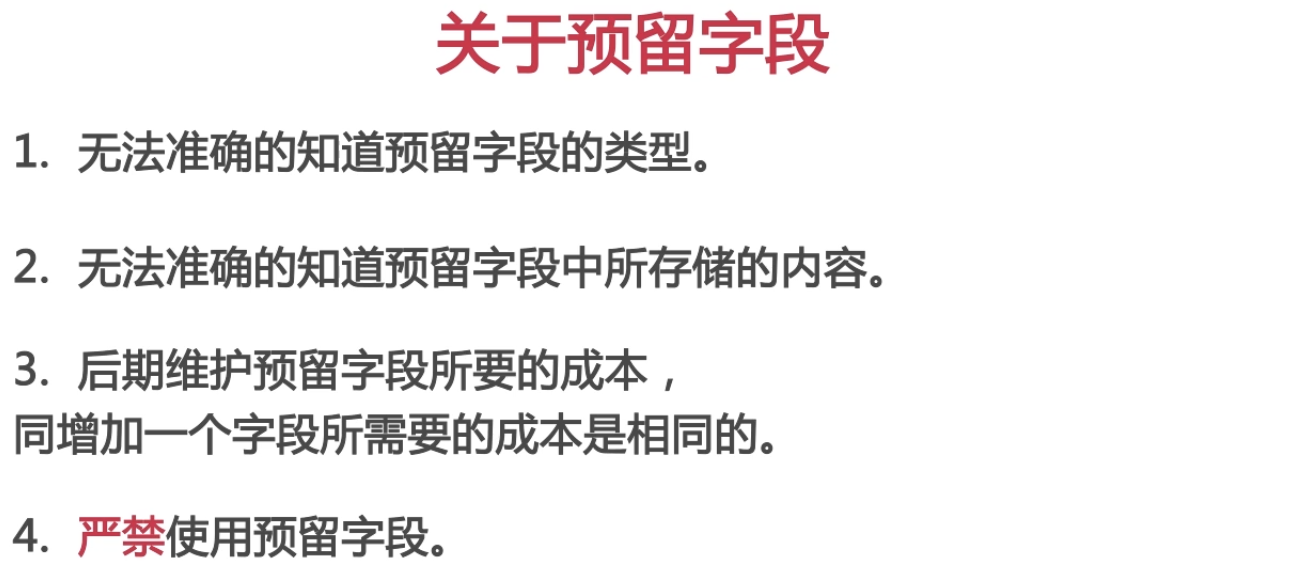 关于预留字段
1. 无法准确的知道预留字段的类型。
2. 无法准确的知道预留字段中所存储的内容。
3. 后期维护预留字段所要的成本，
同增加一个字段所需要的成本是相同的。
4. 严禁使用预留字段。